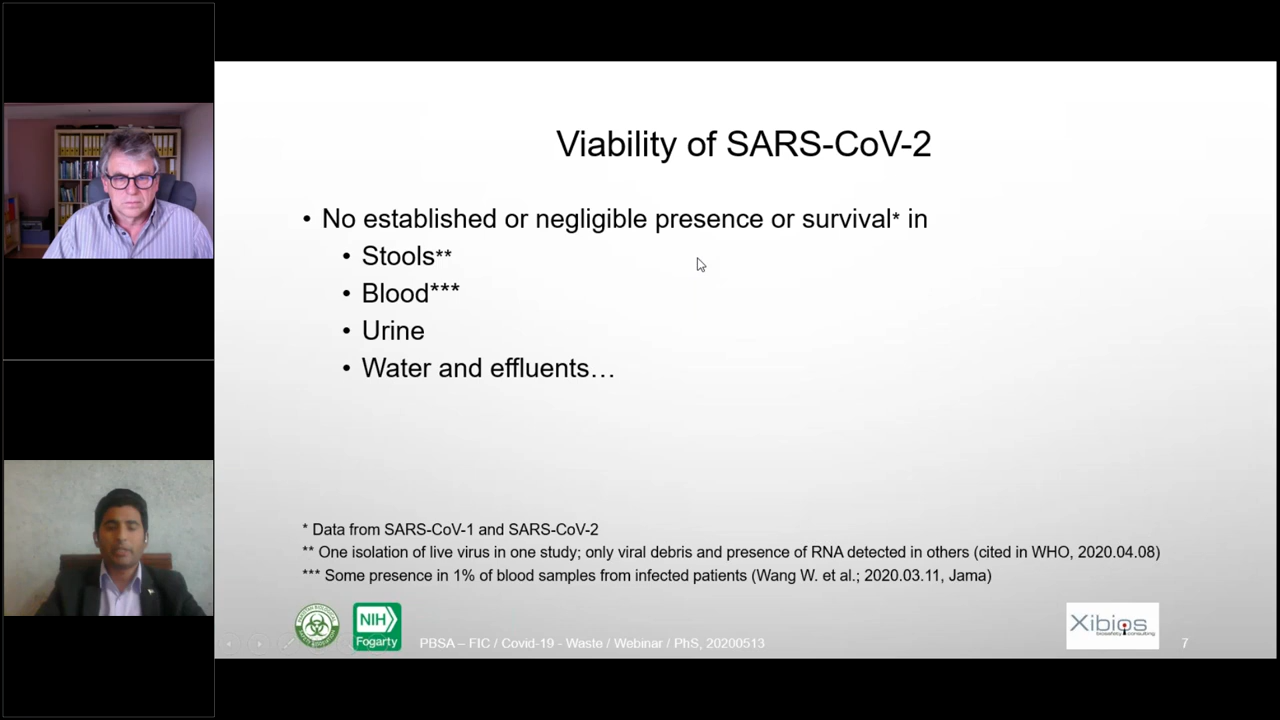 Viability of SARS-CoV-2
• No established or negligible presence or survival* in
• Stools**
• Blood***
• Urine
• Water and effluents…
* Data from SARS-CoV-1 and SARS-CoV-2
** One isolation of live virus in one study; only viral debris and presence of RNA detected in others (cited in WHO, 2020.04.08)
*** Some presence in 1% of blood samples from infected patients (Wang W. et al.; 2020.03.11, Jama)
NIH
Fogarty
PBSA – FIC / Covid-19 - Waste / Webinar / PhS, 20200513
Xibios
biosafety consulting
7